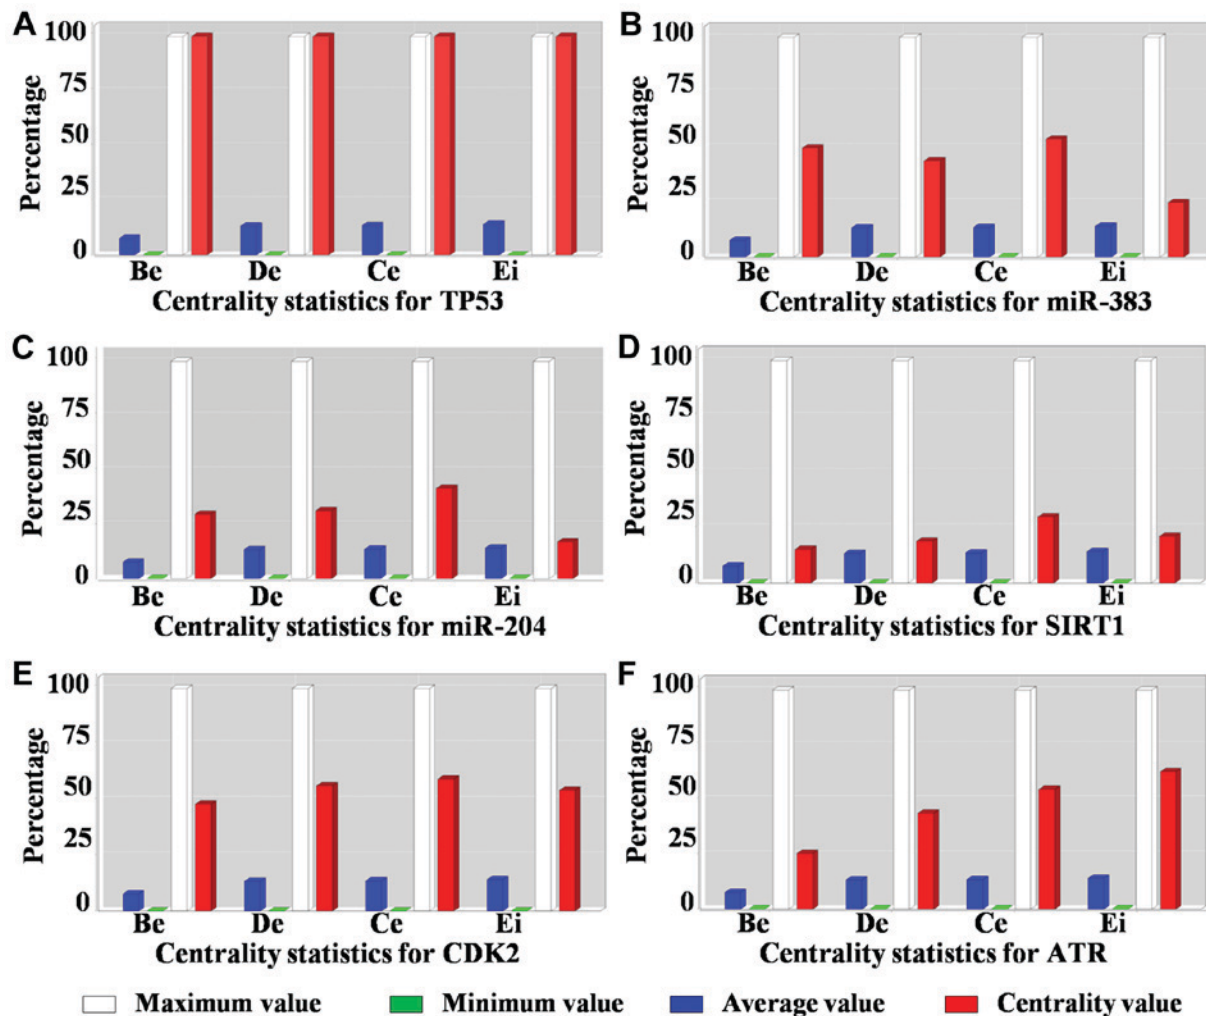 A
100
75
50
25
0
Percentage
Be De Ce Ei
Centrality statistics for TP53
B
100
75
50
25
0
Percentage
Be De Ce Ei
Centrality statistics for miR-383
C
100
75
50
25
0
Percentage
Be De Ce Ei
Centrality statistics for miR-204
D
100
75
50
25
0
Percentage
Be De Ce Ei
Centrality statistics for SIRT1
E
100
75
50
25
0
Percentage
Be De Ce Ei
Centrality statistics for CDK2
F
100
75
50
25
0
Percentage
Be De Ce Ei
Centrality statistics for ATR
Maximum value Minimum value Average value Centrality value